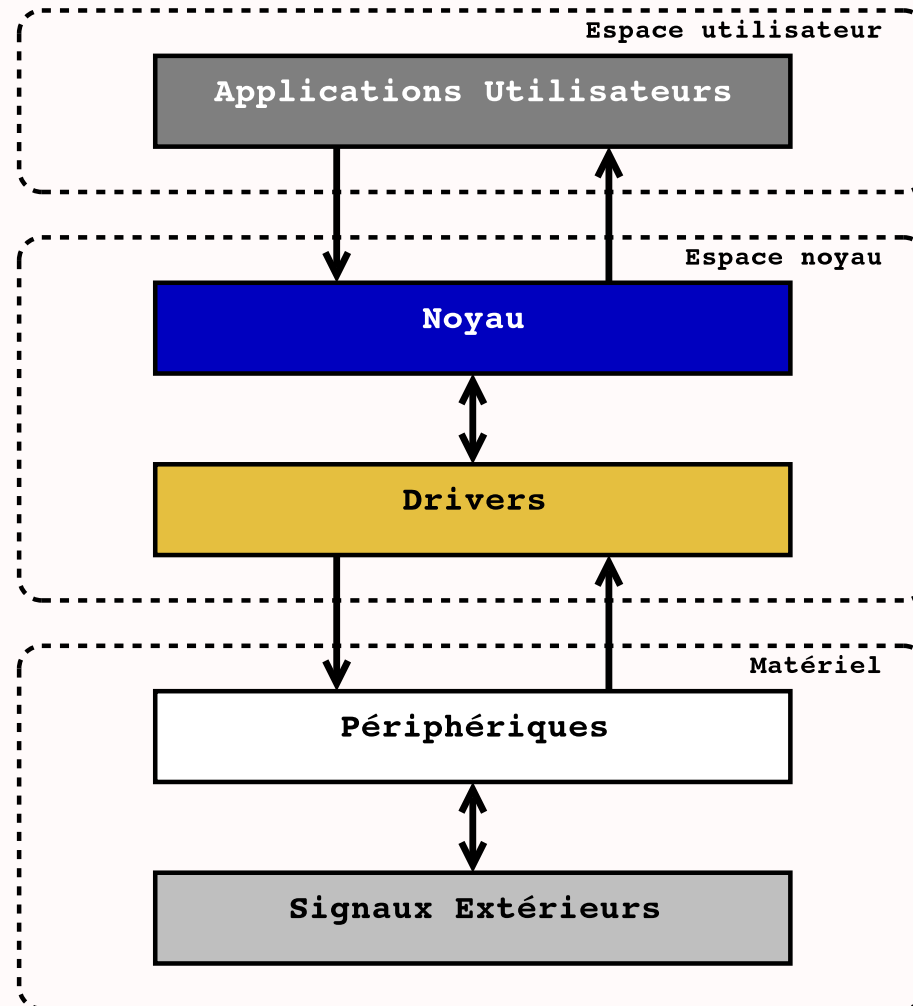 Espace utilisateur
Applications Utilisateurs
Espace noyau
Noyau
Drivers
Matériel
Périphériques
Signaux Extérieurs